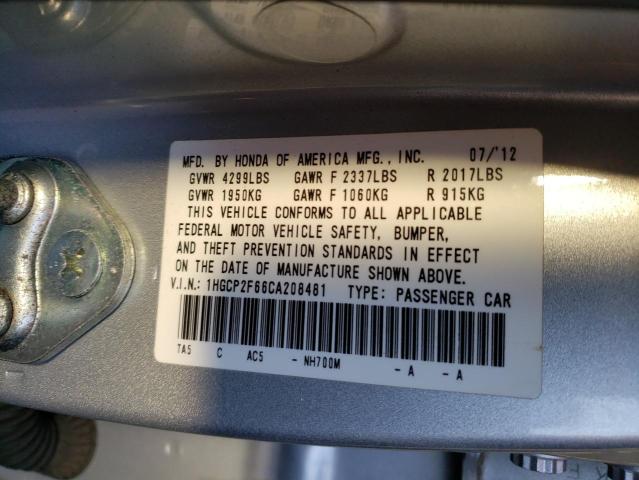 MFD. BY HONDA OF AMERICA MFG., INC. 07/'12
GVWR 4299LBS GAWR F 2337LBS R 2017LBS
GVWR 1950KG GAWR F 1060KG R 915KG
THIS VEHICLE CONFORMS TO ALL APPLICABLE
FEDERAL MOTOR VEHICLE SAFETY, BUMPER,
AND THEFT PREVENTION STANDARDS IN EFFECT
ON THE DATE OF MANUFACTURE SHOWN ABOVE.
V.I.N.: 1HGCP2F66CA208481 TYPE: PASSENGER CAR
TA5 C AC5 - NH700M - A - A